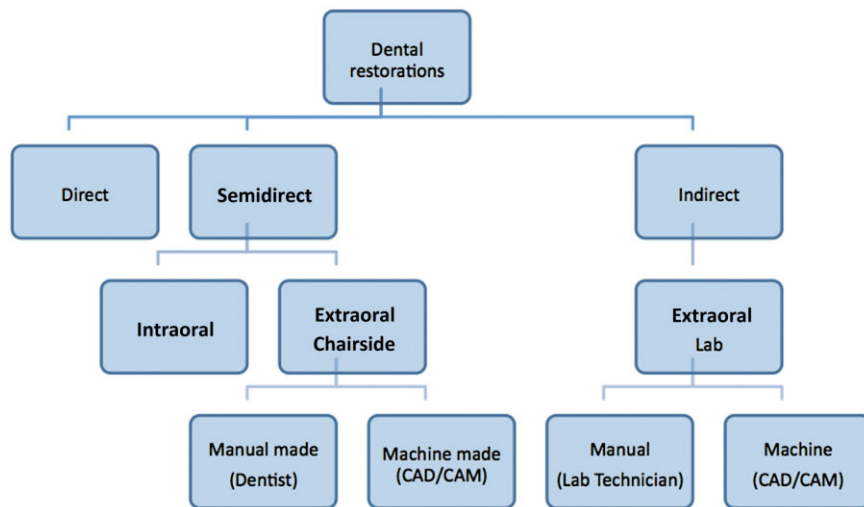 Dental
restorations
Direct
Semidirect
Indirect
Intraoral
Extraoral
Chairside
Extraoral
Lab
Manual made
(Dentist)
Machine made
(CAD/CAM)
Manual
(Lab Technician)
Machine
(CAD/CAM)